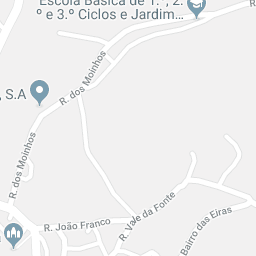 Escola Básica de 1.º, 2.
º e 3.º Ciclos e Jardim...
, S.A
R. dos Moinhos
R. dos Moinhos
R. João Franco
R. Vale da Fonte
Bairro das Eiras